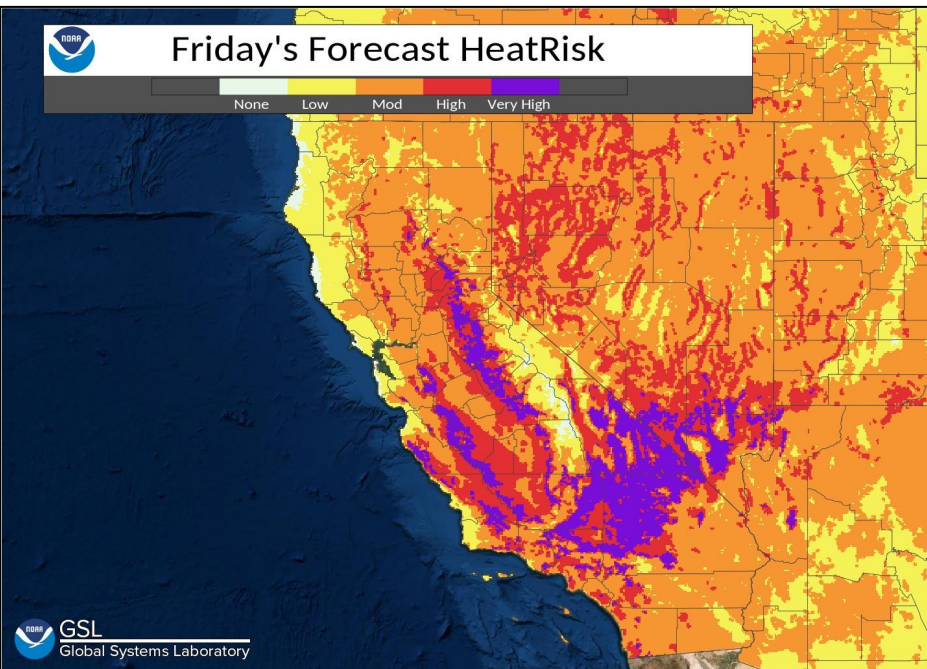 NOAA
Friday's Forecast HeatRisk
None Low Mod High Very High
NOAA
GSL
Global Systems Laboratory